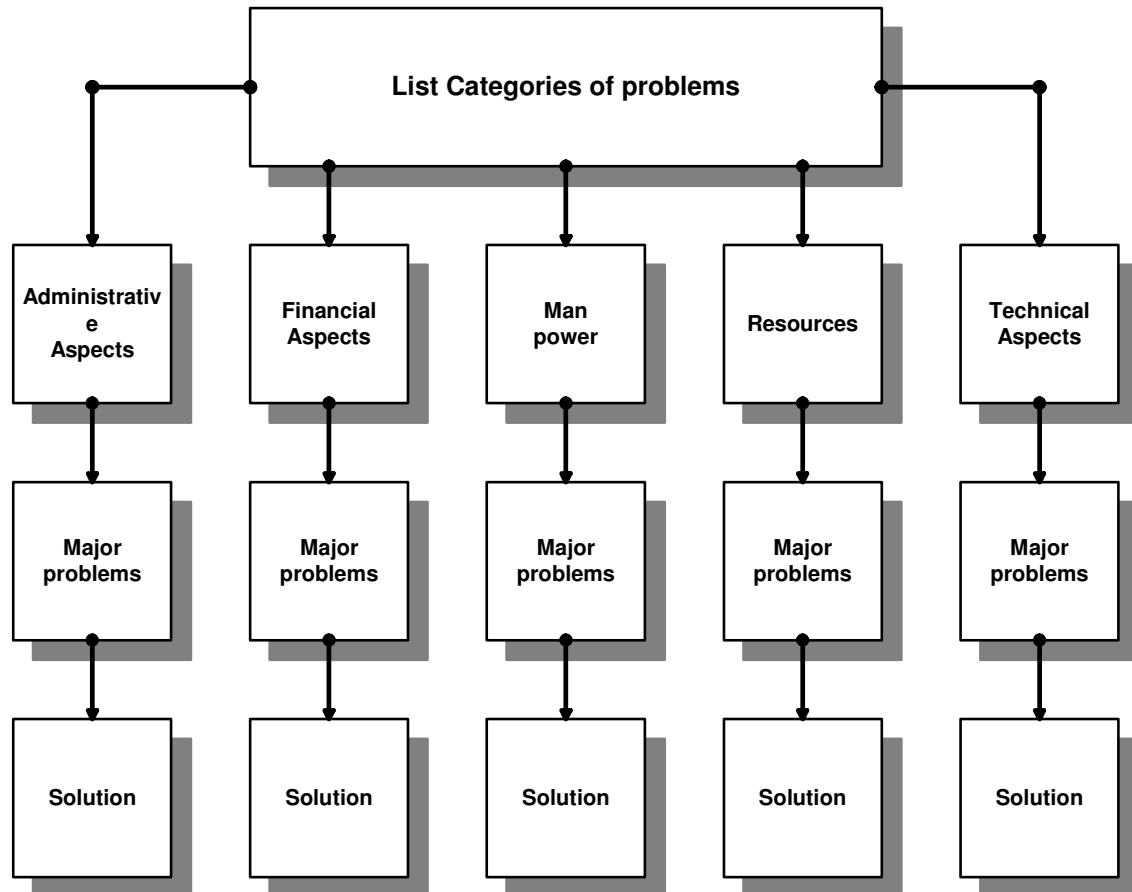 List Categories of problems
Administrativ
e
Aspects
Financial
Aspects
Man
power
Resources
Technical
Aspects
Major
problems
Major
problems
Major
problems
Major
problems
Major
problems
Solution
Solution
Solution
Solution
Solution